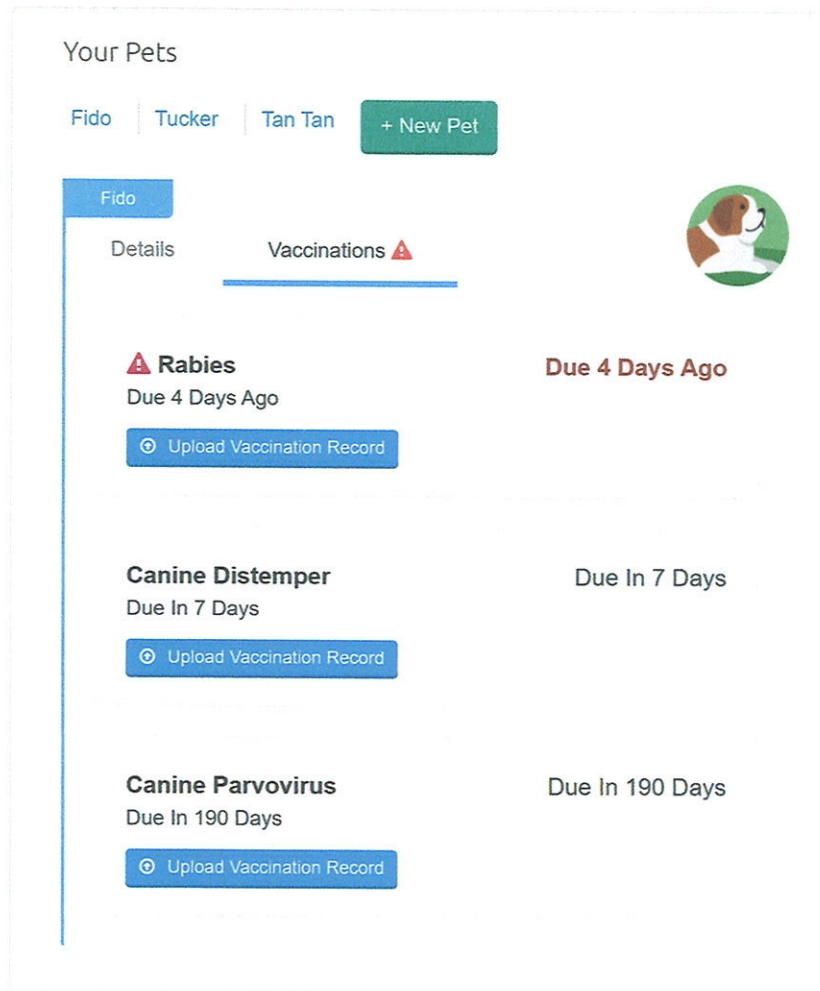 Your Pets
Fido Tucker Tan Tan + New Pet
Fido
Details Vaccinations
Rabies Due 4 Days Ago
Due 4 Days Ago
Upload Vaccination Record
Canine Distemper Due In 7 Days
Due In 7 Days
Upload Vaccination Record
Canine Parvovirus Due In 190 Days
Due In 190 Days
Upload Vaccination Record